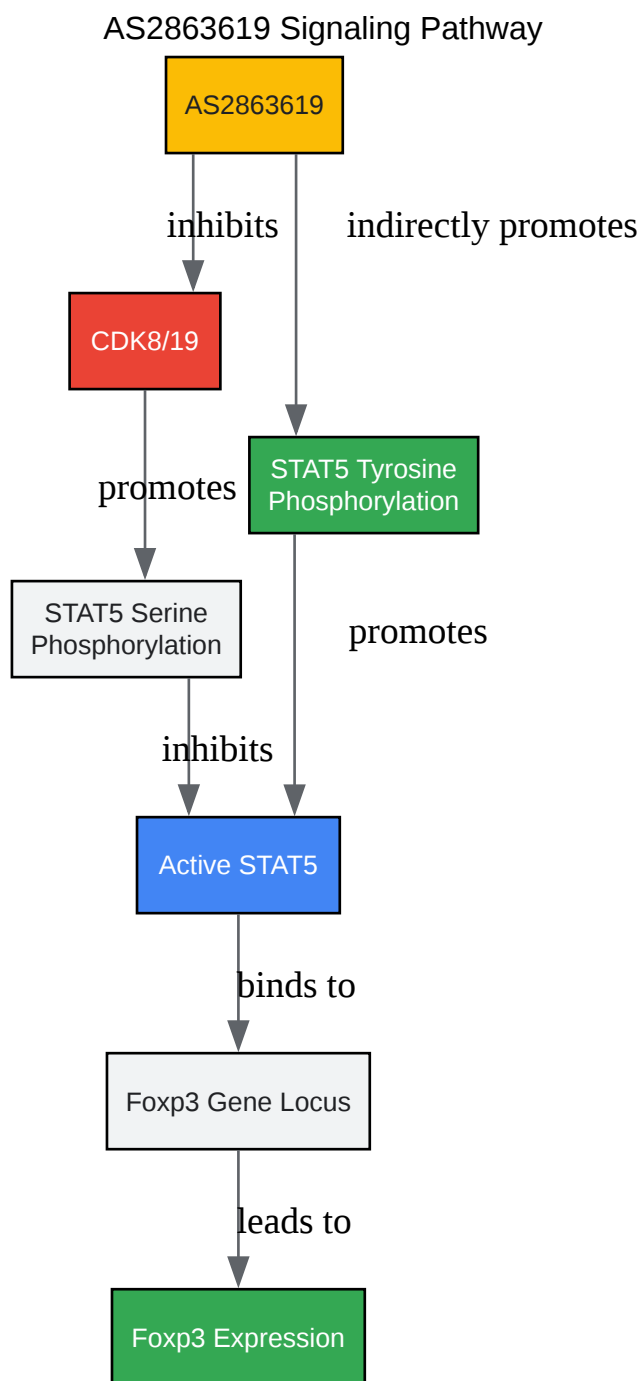 AS2863619 Signaling Pathway
AS2863619
inhibits
indirectly promotes
CDK8/19
STAT5 Tyrosine
Phosphorylation
promotes
STAT5 Serine
Phosphorylation
promotes
inhibits
Active STAT5
binds to
Foxp3 Gene Locus
leads to
Foxp3 Expression